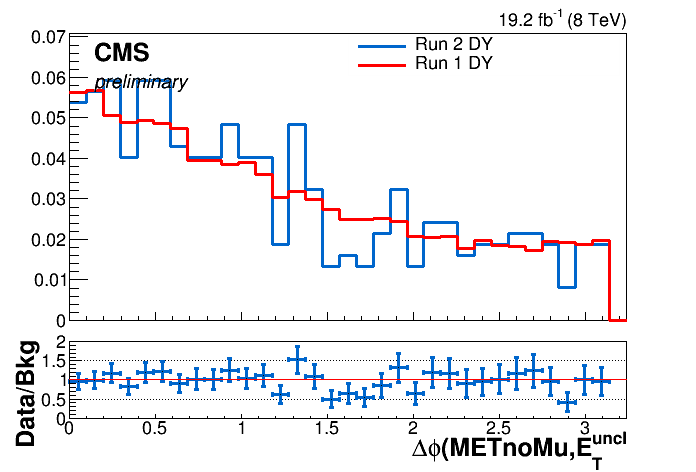 19.2 fb⁻¹ (8 TeV)
CMS
preliminary
Run 2 DY
Run 1 DY
0.07
0.06
0.05
0.04
0.03
0.02
0.01
0
Data/Bkg
2
1.5
1
0.5
0
0 0.5 1 1.5 2 2.5 3
Δϕ(METnoMu,E_T^uncl